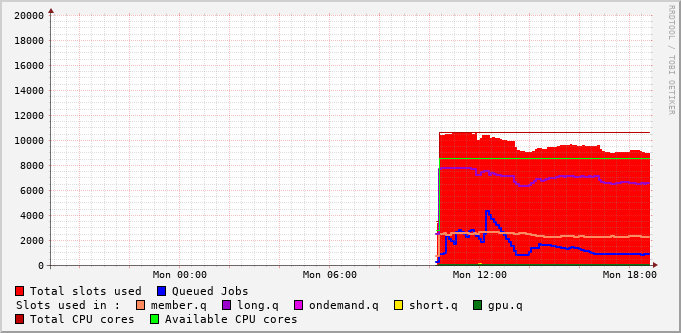 20000
18000
16000
14000
12000
10000
8000
6000
4000
2000
0
Mon 00:00 Mon 06:00 Mon 12:00 Mon 18:00
Total slots used Queued Jobs
Slots used in : member.q long.q ondemand.q short.q gpu.q
Total CPU cores Available CPU cores
RRDTOOL / TOBI OETIKER